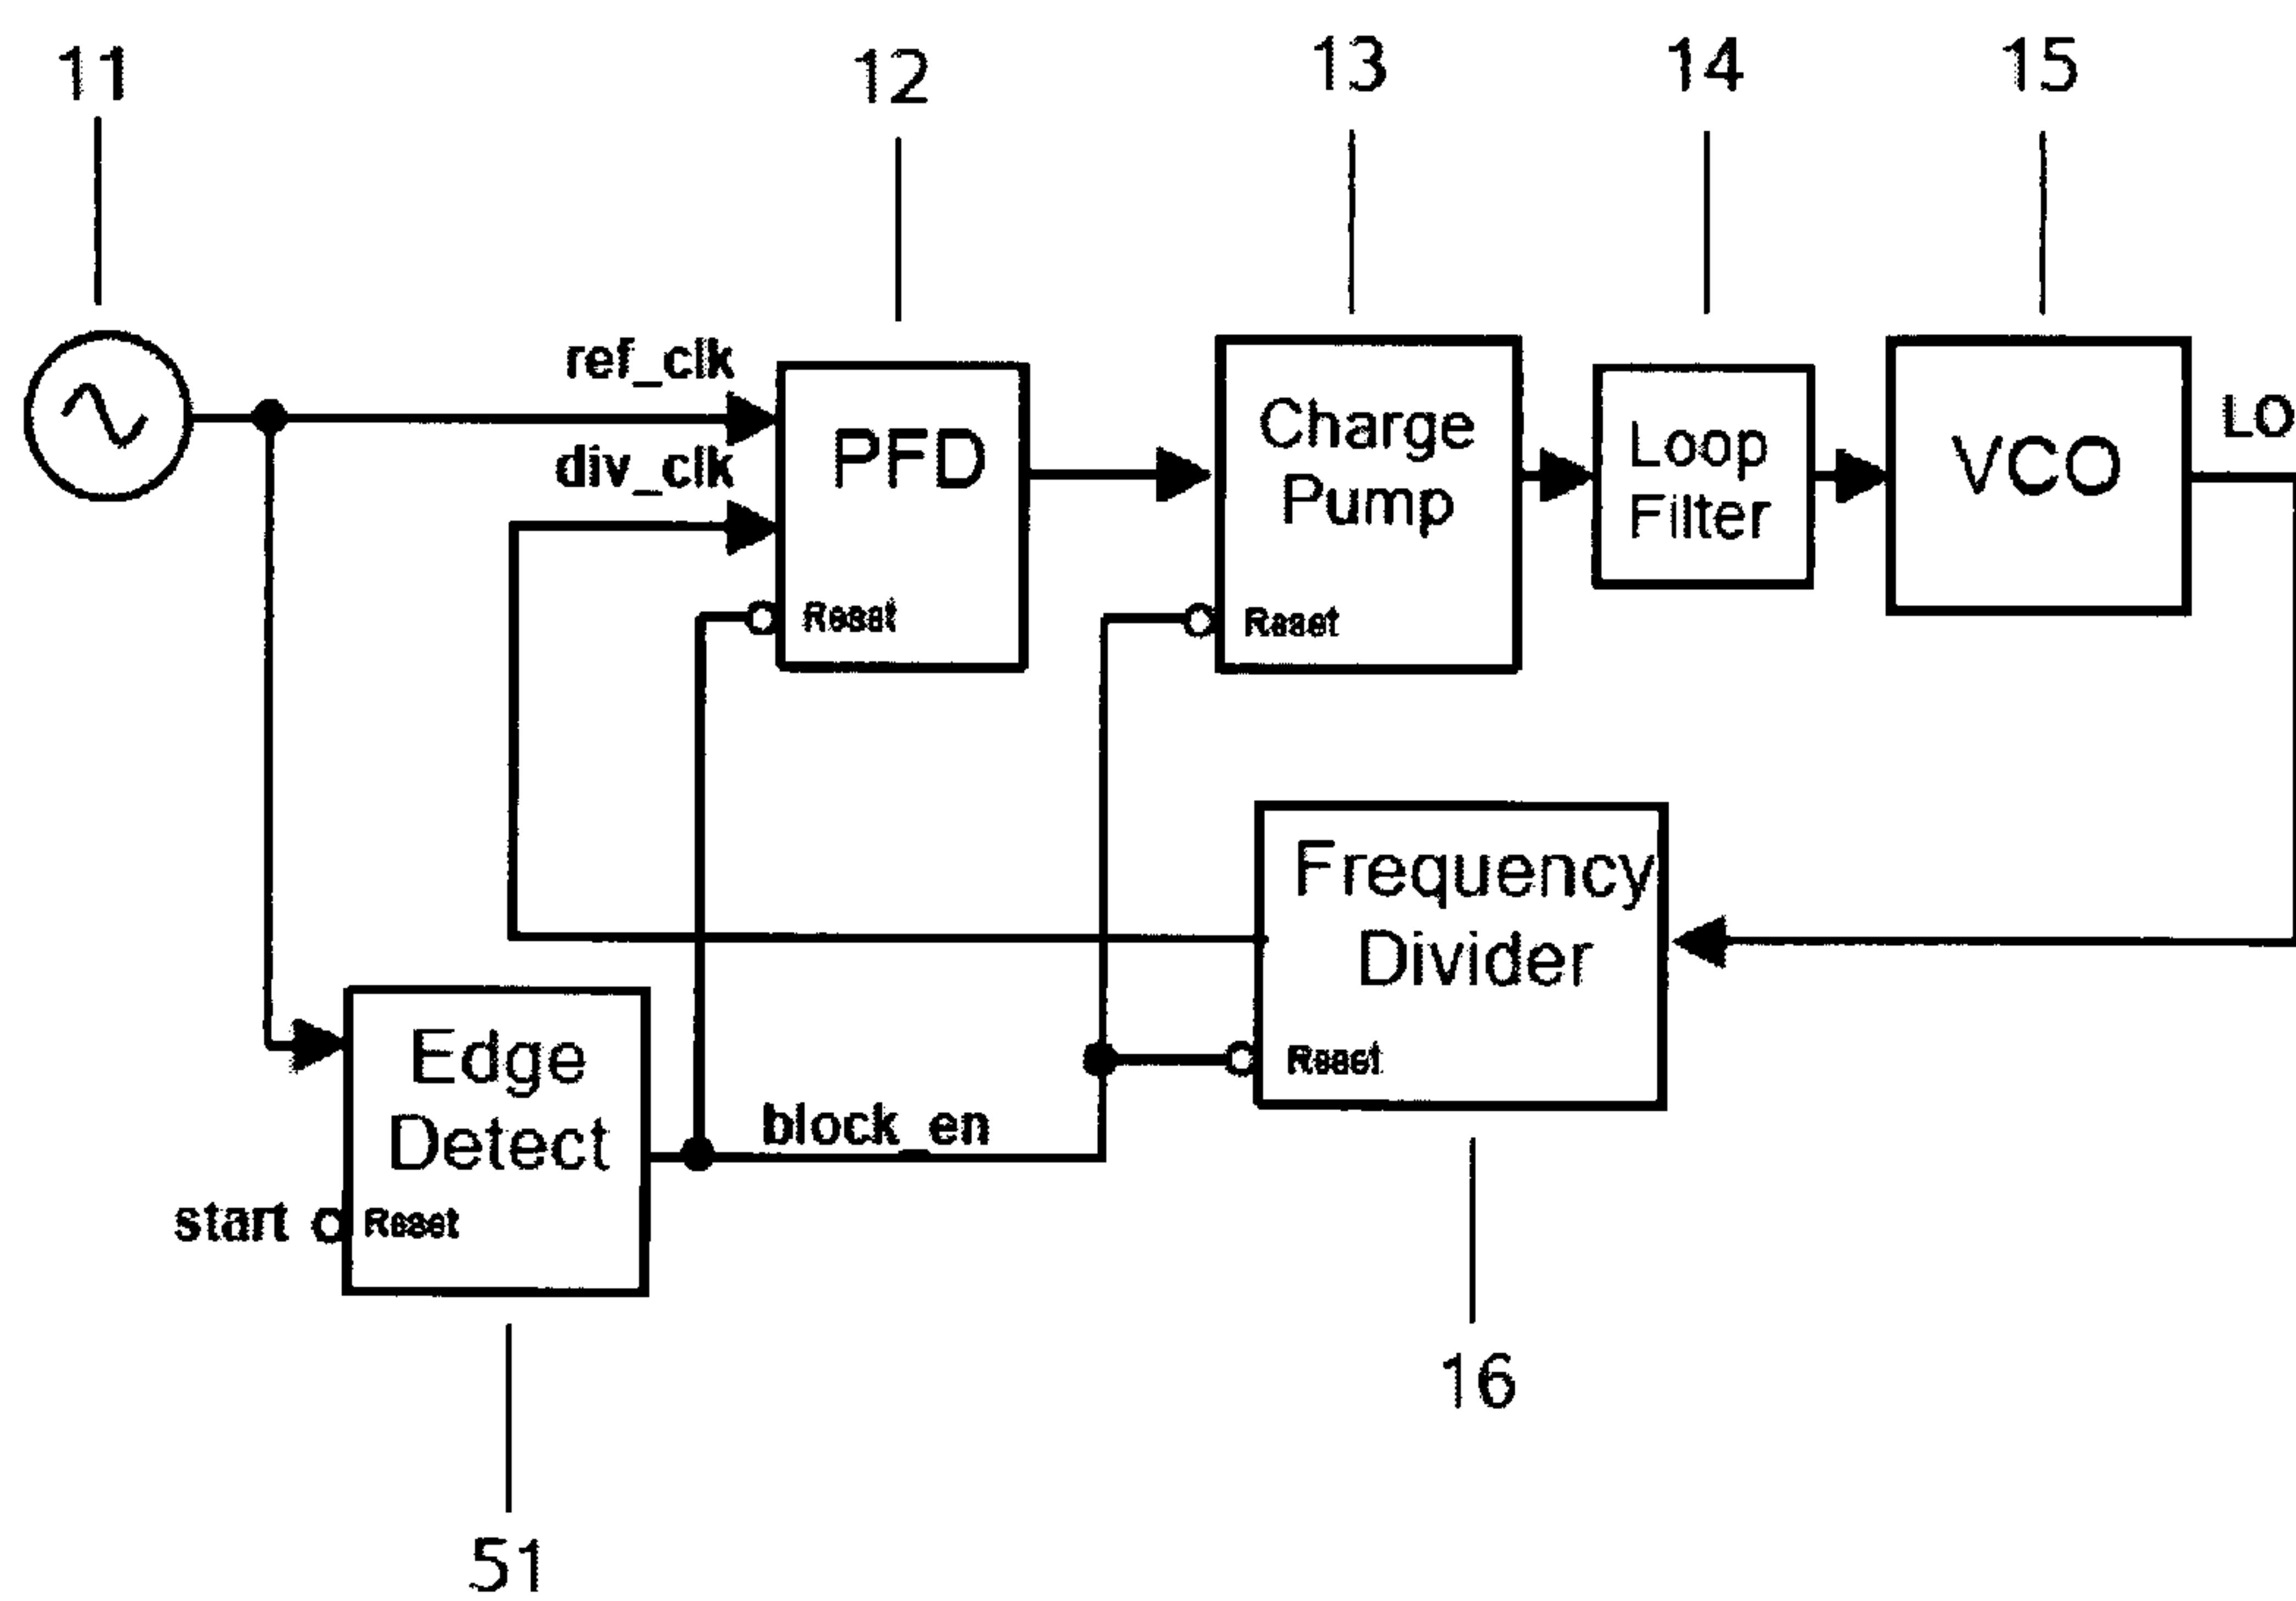 11
12
13
14
15
ref_clk
div_clk
PFD
Reset
Charge
Pump
Reset
Loop
Filter
VCO
LO
Frequency
Divider
Reset
Edge
Detect
start
Reset
block_en
16
51